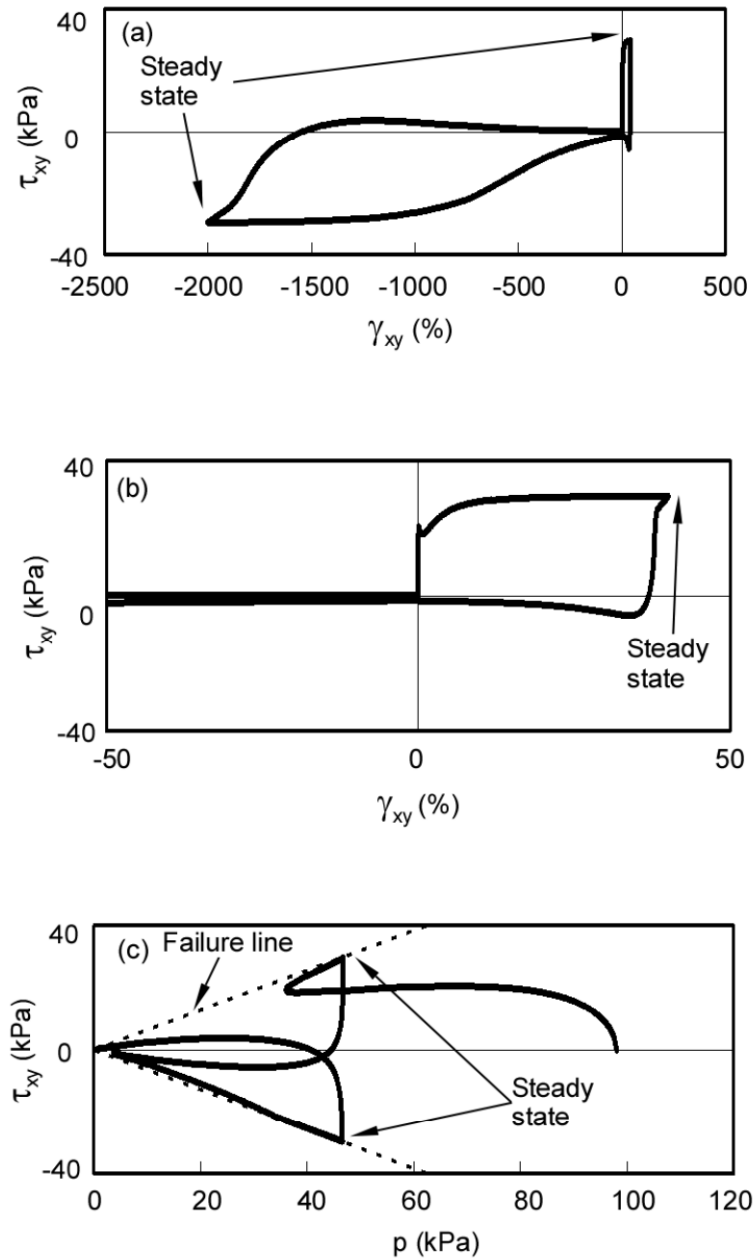 40
(a)
Steady
state
0
τxy (kPa)
-40
-2500 -2000 -1500 -1000 -500 0 500
γxy (%)
40
(b)
0
τxy (kPa)
Steady
state
-40
-50 0 50
γxy (%)
40
(c) Failure line
0
τxy (kPa)
Steady
state
-40
0 20 40 60 80 100 120
p (kPa)